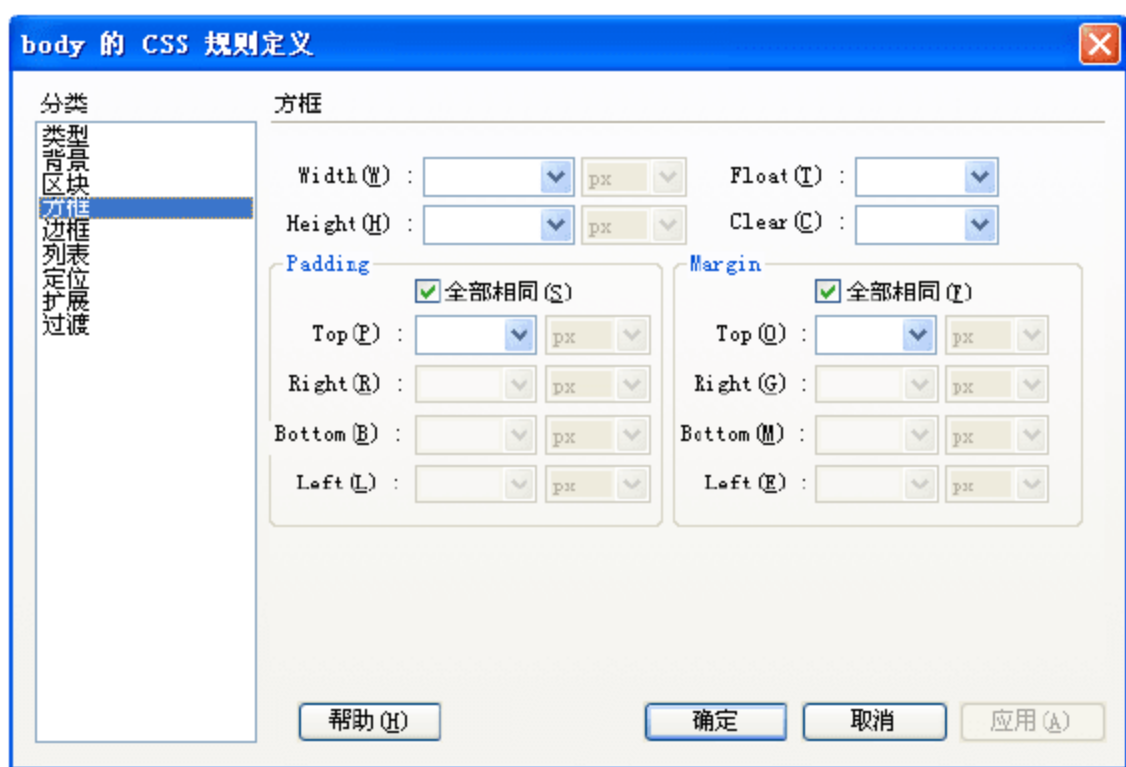 body 的 CSS 规则定义
分类
类型
背景
区块
方框
边框
列表
定位
扩展
过渡
方框
Width(W) : px Float(T) :
Height(H) : px Clear(C) :
Padding
全部相同(S)
Top(P) : px
Right(R) : px
Bottom(B) : px
Left(L) : px
Margin
全部相同(F)
Top(O) : px
Right(G) : px
Bottom(M) : px
Left(E) : px
帮助(H) 确定 取消 应用(A)